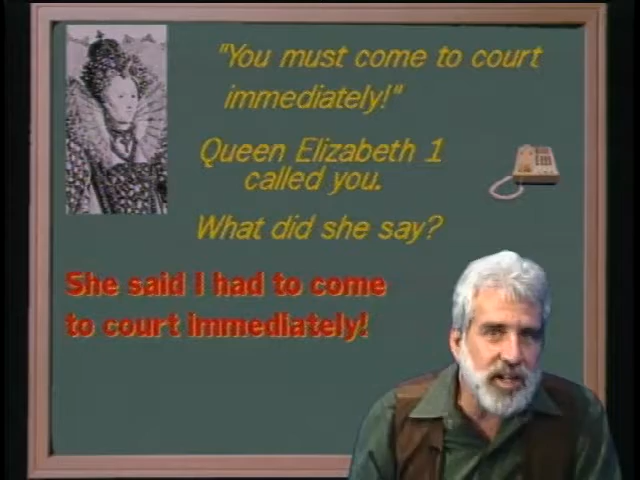 "You must come to court
immediately!"
Queen Elizabeth 1
called you.
What did she say?
She said I had to come
to court immediately!